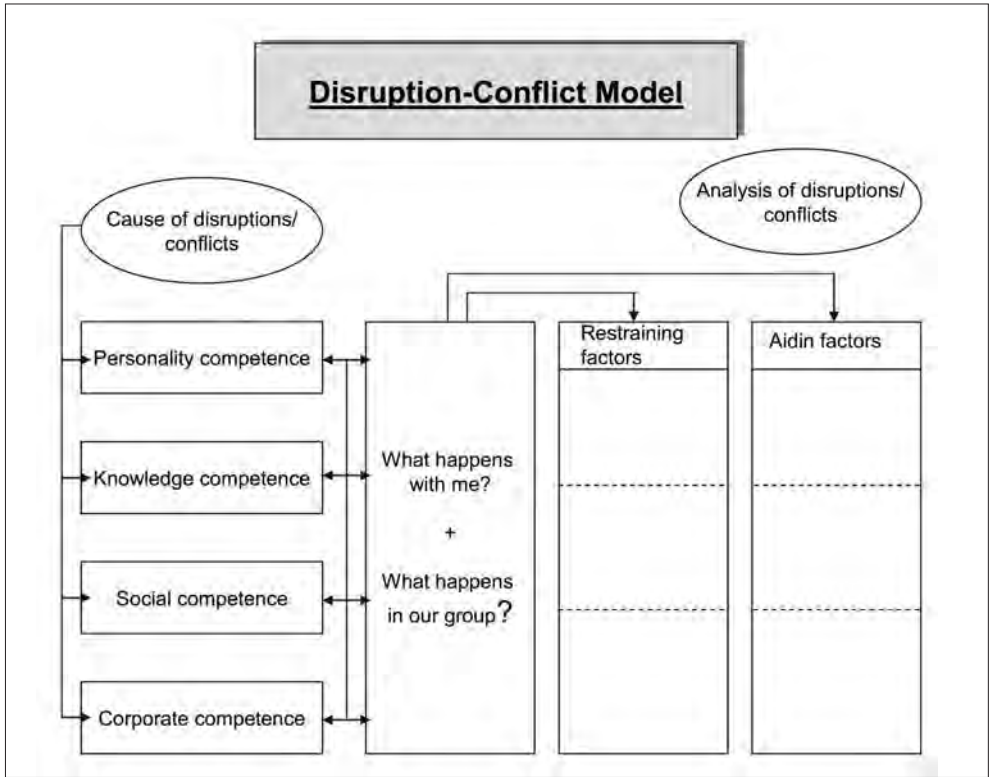 Disruption-Conflict Model
Cause of disruptions/
conflicts
Analysis of disruptions/
conflicts
Personality competence
Knowledge competence
Social competence
Corporate competence
What happens
with me?
+
What happens
in our group?
Restraining
factors
Aidin factors